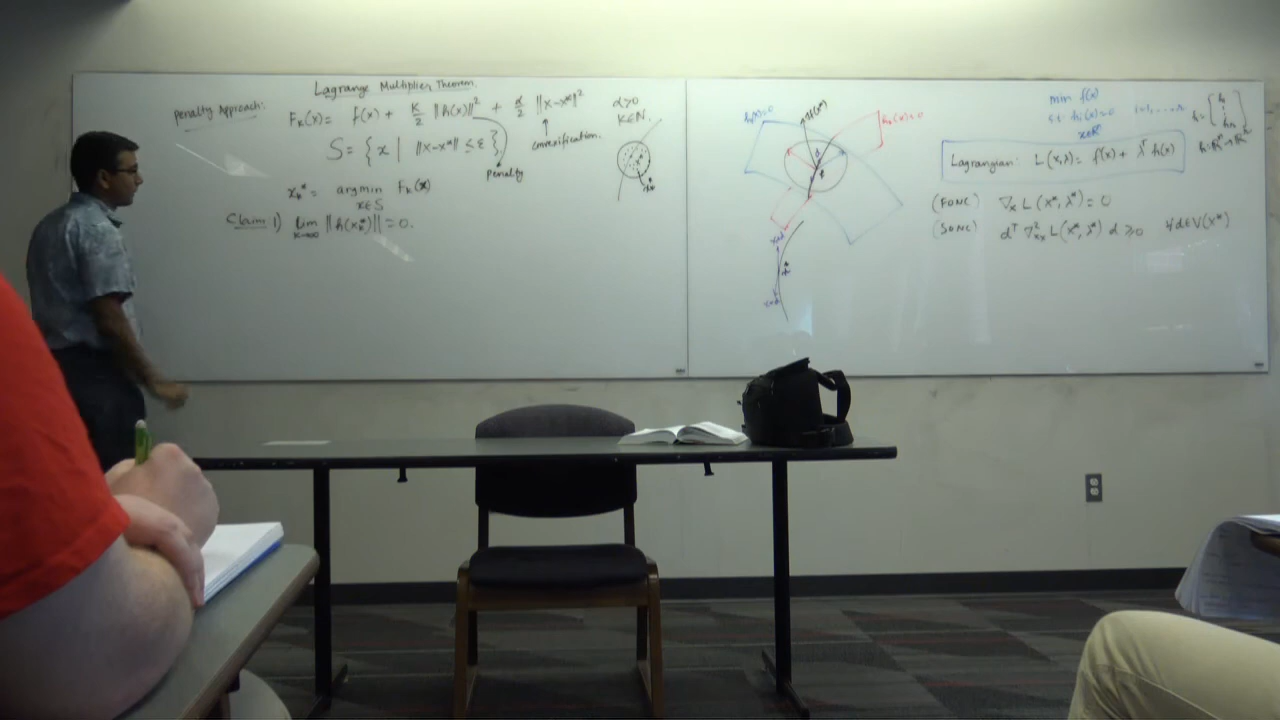 Lagrange Multiplier Theorem
Penalty Approach: F_k(x) = f(x) + k/2 ||h(x)||² + α/2 ||x-x*||²
α>0
k∈N.
convexification.
S = { x | ||x-x*|| ≤ ε }
penalty
x_k* = argmin F_k(x)
x∈S
Claim 1) lim ||h(x_k*)|| = 0.
k→∞
x*
min f(x)
s.t. h_i(x)=0
Lagrangian: L(x,λ) = f(x) + λᵀ h(x)
(FONC) ∇_x L(x*,λ*) = 0
(SONC) dᵀ ∇²_xx L(x*,λ*) d ≥ 0 ∀d∈V(x*)